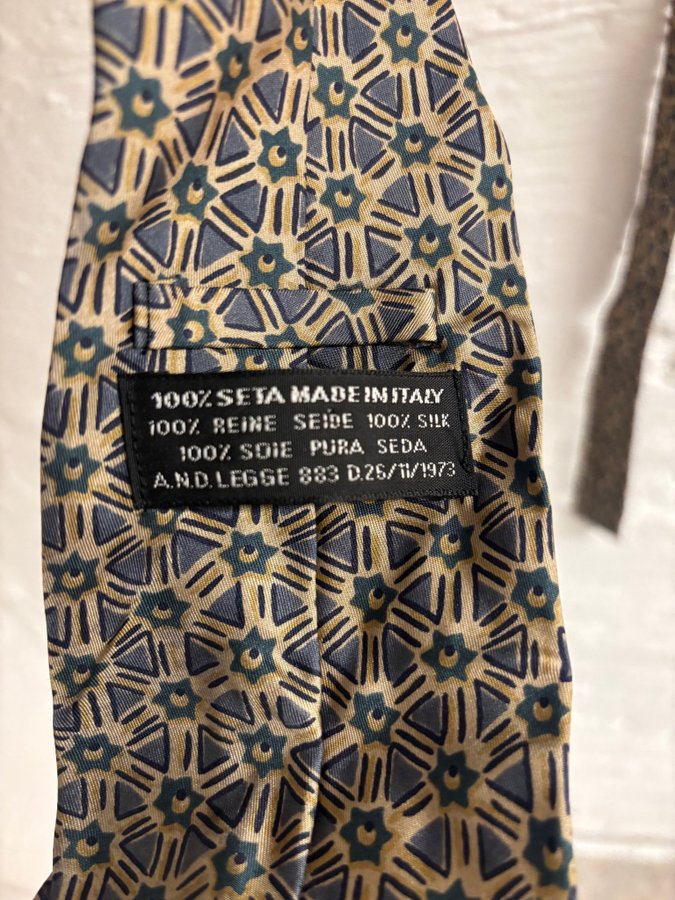 100% SETA MADE IN ITALY
100% REINE SEIDE 100% SILK
100% SOIE PURA SEDA
A.N.D. LEGGE 883 D.26/11/1973